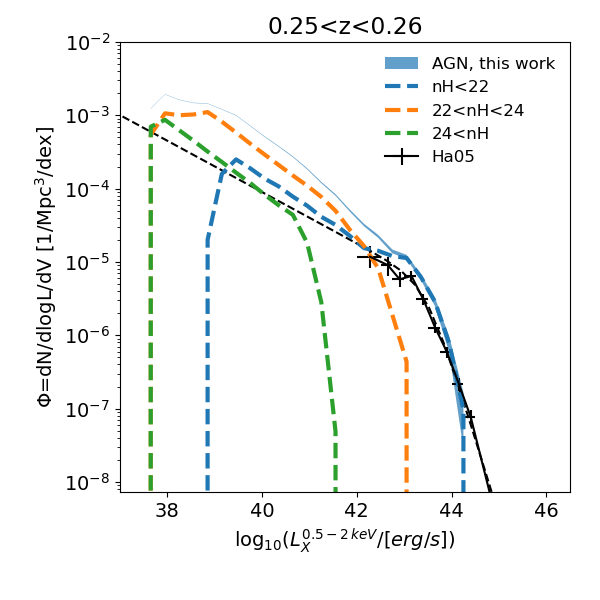 0.25<z<0.26
AGN, this work
nH<22
22<nH<24
24<nH
Ha05
Φ=dN/dlogL/dV [1/Mpc³/dex]
10⁻²
10⁻³
10⁻⁴
10⁻⁵
10⁻⁶
10⁻⁷
10⁻⁸
38 40 42 44 46
log₁₀(L_X^{0.5−2 keV}/[erg/s])